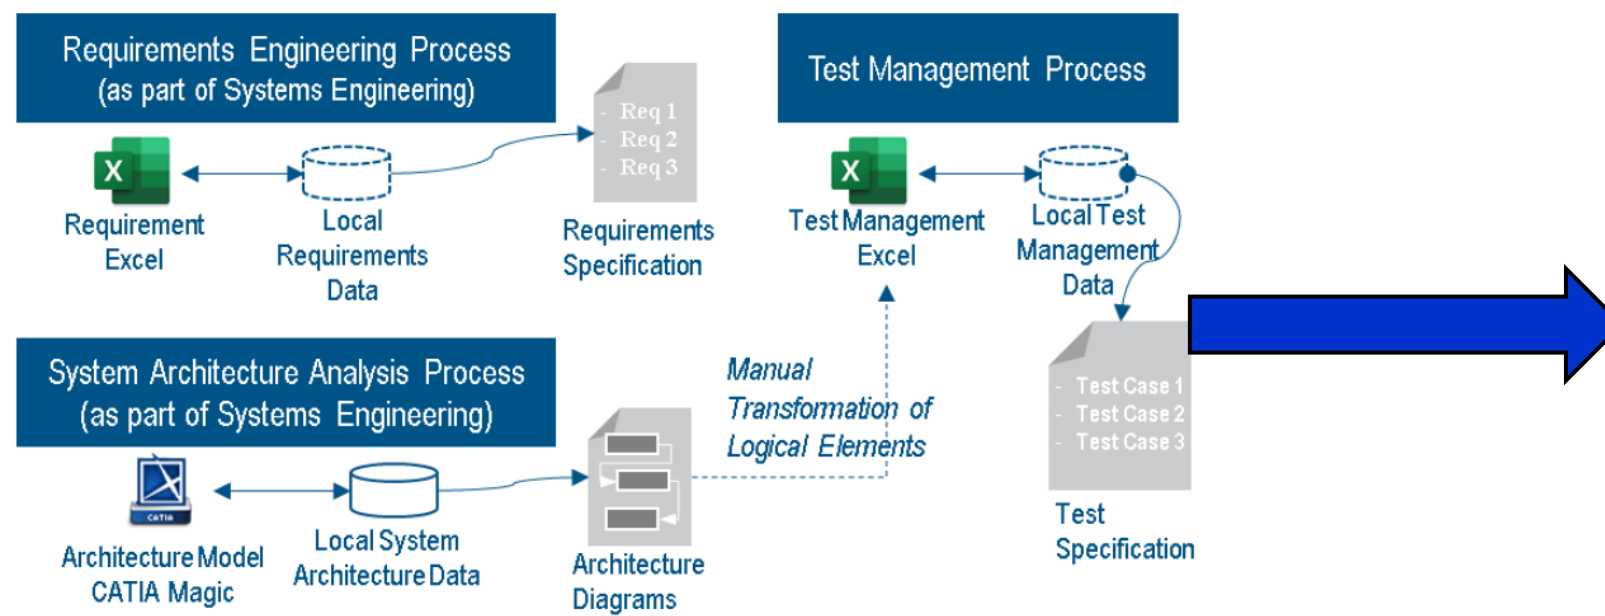 Requirements Engineering Process
(as part of Systems Engineering)
- Req 1
- Req 2
- Req 3
X
Requirement
Excel
Local
Requirements
Data
Requirements
Specification
Test Management Process
X
Test Management
Excel
Local Test
Management
Data
- Test Case 1
- Test Case 2
- Test Case 3
Test
Specification
System Architecture Analysis Process
(as part of Systems Engineering)
Manual
Transformation of
Logical Elements
CATIA
Architecture Model
CATIA Magic
Local System
Architecture Data
Architecture
Diagrams